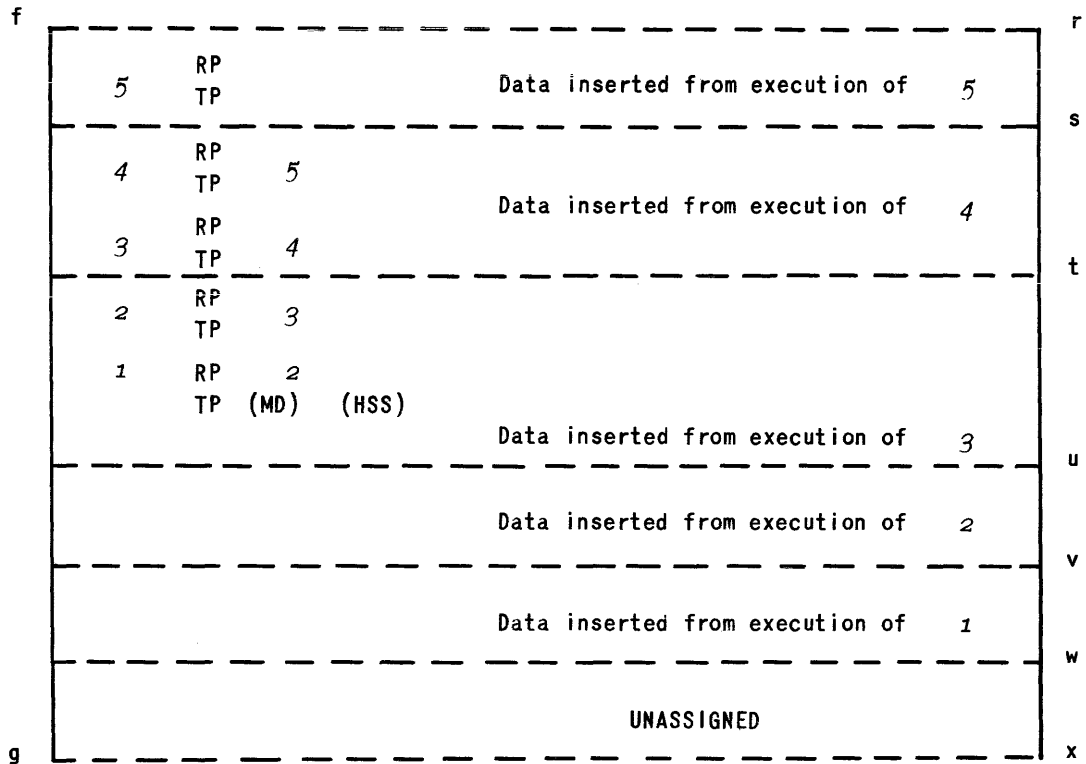 f r
RP
5 TP Data inserted from execution of 5
s
RP
4 TP 5
Data inserted from execution of 4
RP
3 TP 4
t
RP
2 TP 3
1 RP 2
TP (MD) (HSS)
Data inserted from execution of 3
u
Data inserted from execution of 2
v
Data inserted from execution of 1
w
UNASSIGNED
g x